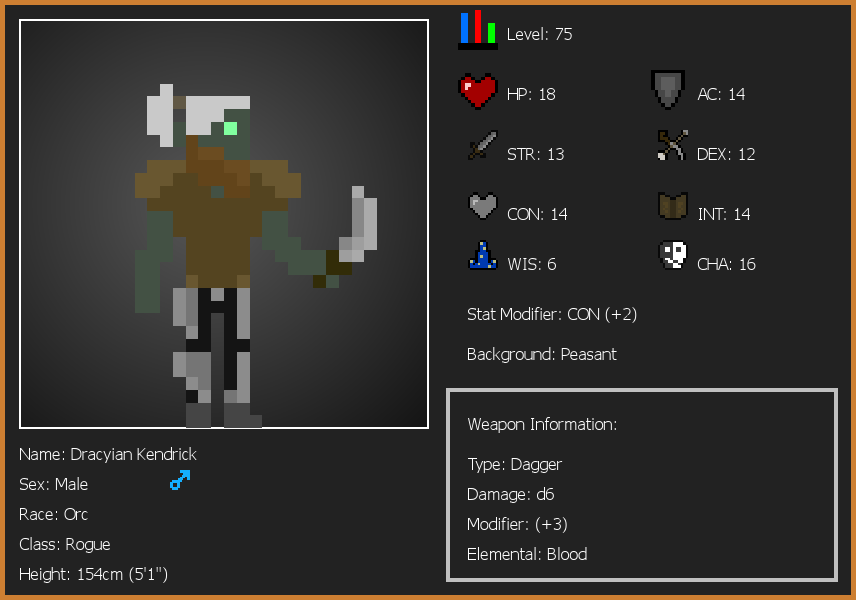 Level: 75
HP: 18
AC: 14
STR: 13
DEX: 12
CON: 14
INT: 14
WIS: 6
CHA: 16
Stat Modifier: CON (+2)
Background: Peasant
Weapon Information:
Type: Dagger
Damage: d6
Modifier: (+3)
Elemental: Blood
Name: Dracyian Kendrick
Sex: Male
Race: Orc
Class: Rogue
Height: 154cm (5'1")